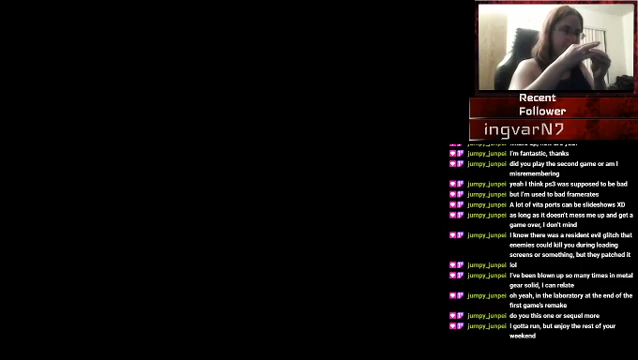 Recent
Follower
ingvarN7
jumpy_junpei I'm fantastic, thanks
jumpy_junpei did you play the second game or am I
misremembering
jumpy_junpei yeah I think ps3 was supposed to be bad
jumpy_junpei but I'm used to bad framerates
jumpy_junpei A lot of vita ports can be slideshows XD
jumpy_junpei as long as it doesn't mess me up and get a
game over, I don't mind
jumpy_junpei I know there was a resident evil glitch that
enemies could kill you during loading
screens or something, but they patched it
jumpy_junpei lol
jumpy_junpei I've been blown up so many times in metal
gear solid, I can relate
jumpy_junpei oh yeah, in the laboratory at the end of the
first game's remake
jumpy_junpei do you this one or sequel more
jumpy_junpei I gotta run, but enjoy the rest of your
weekend